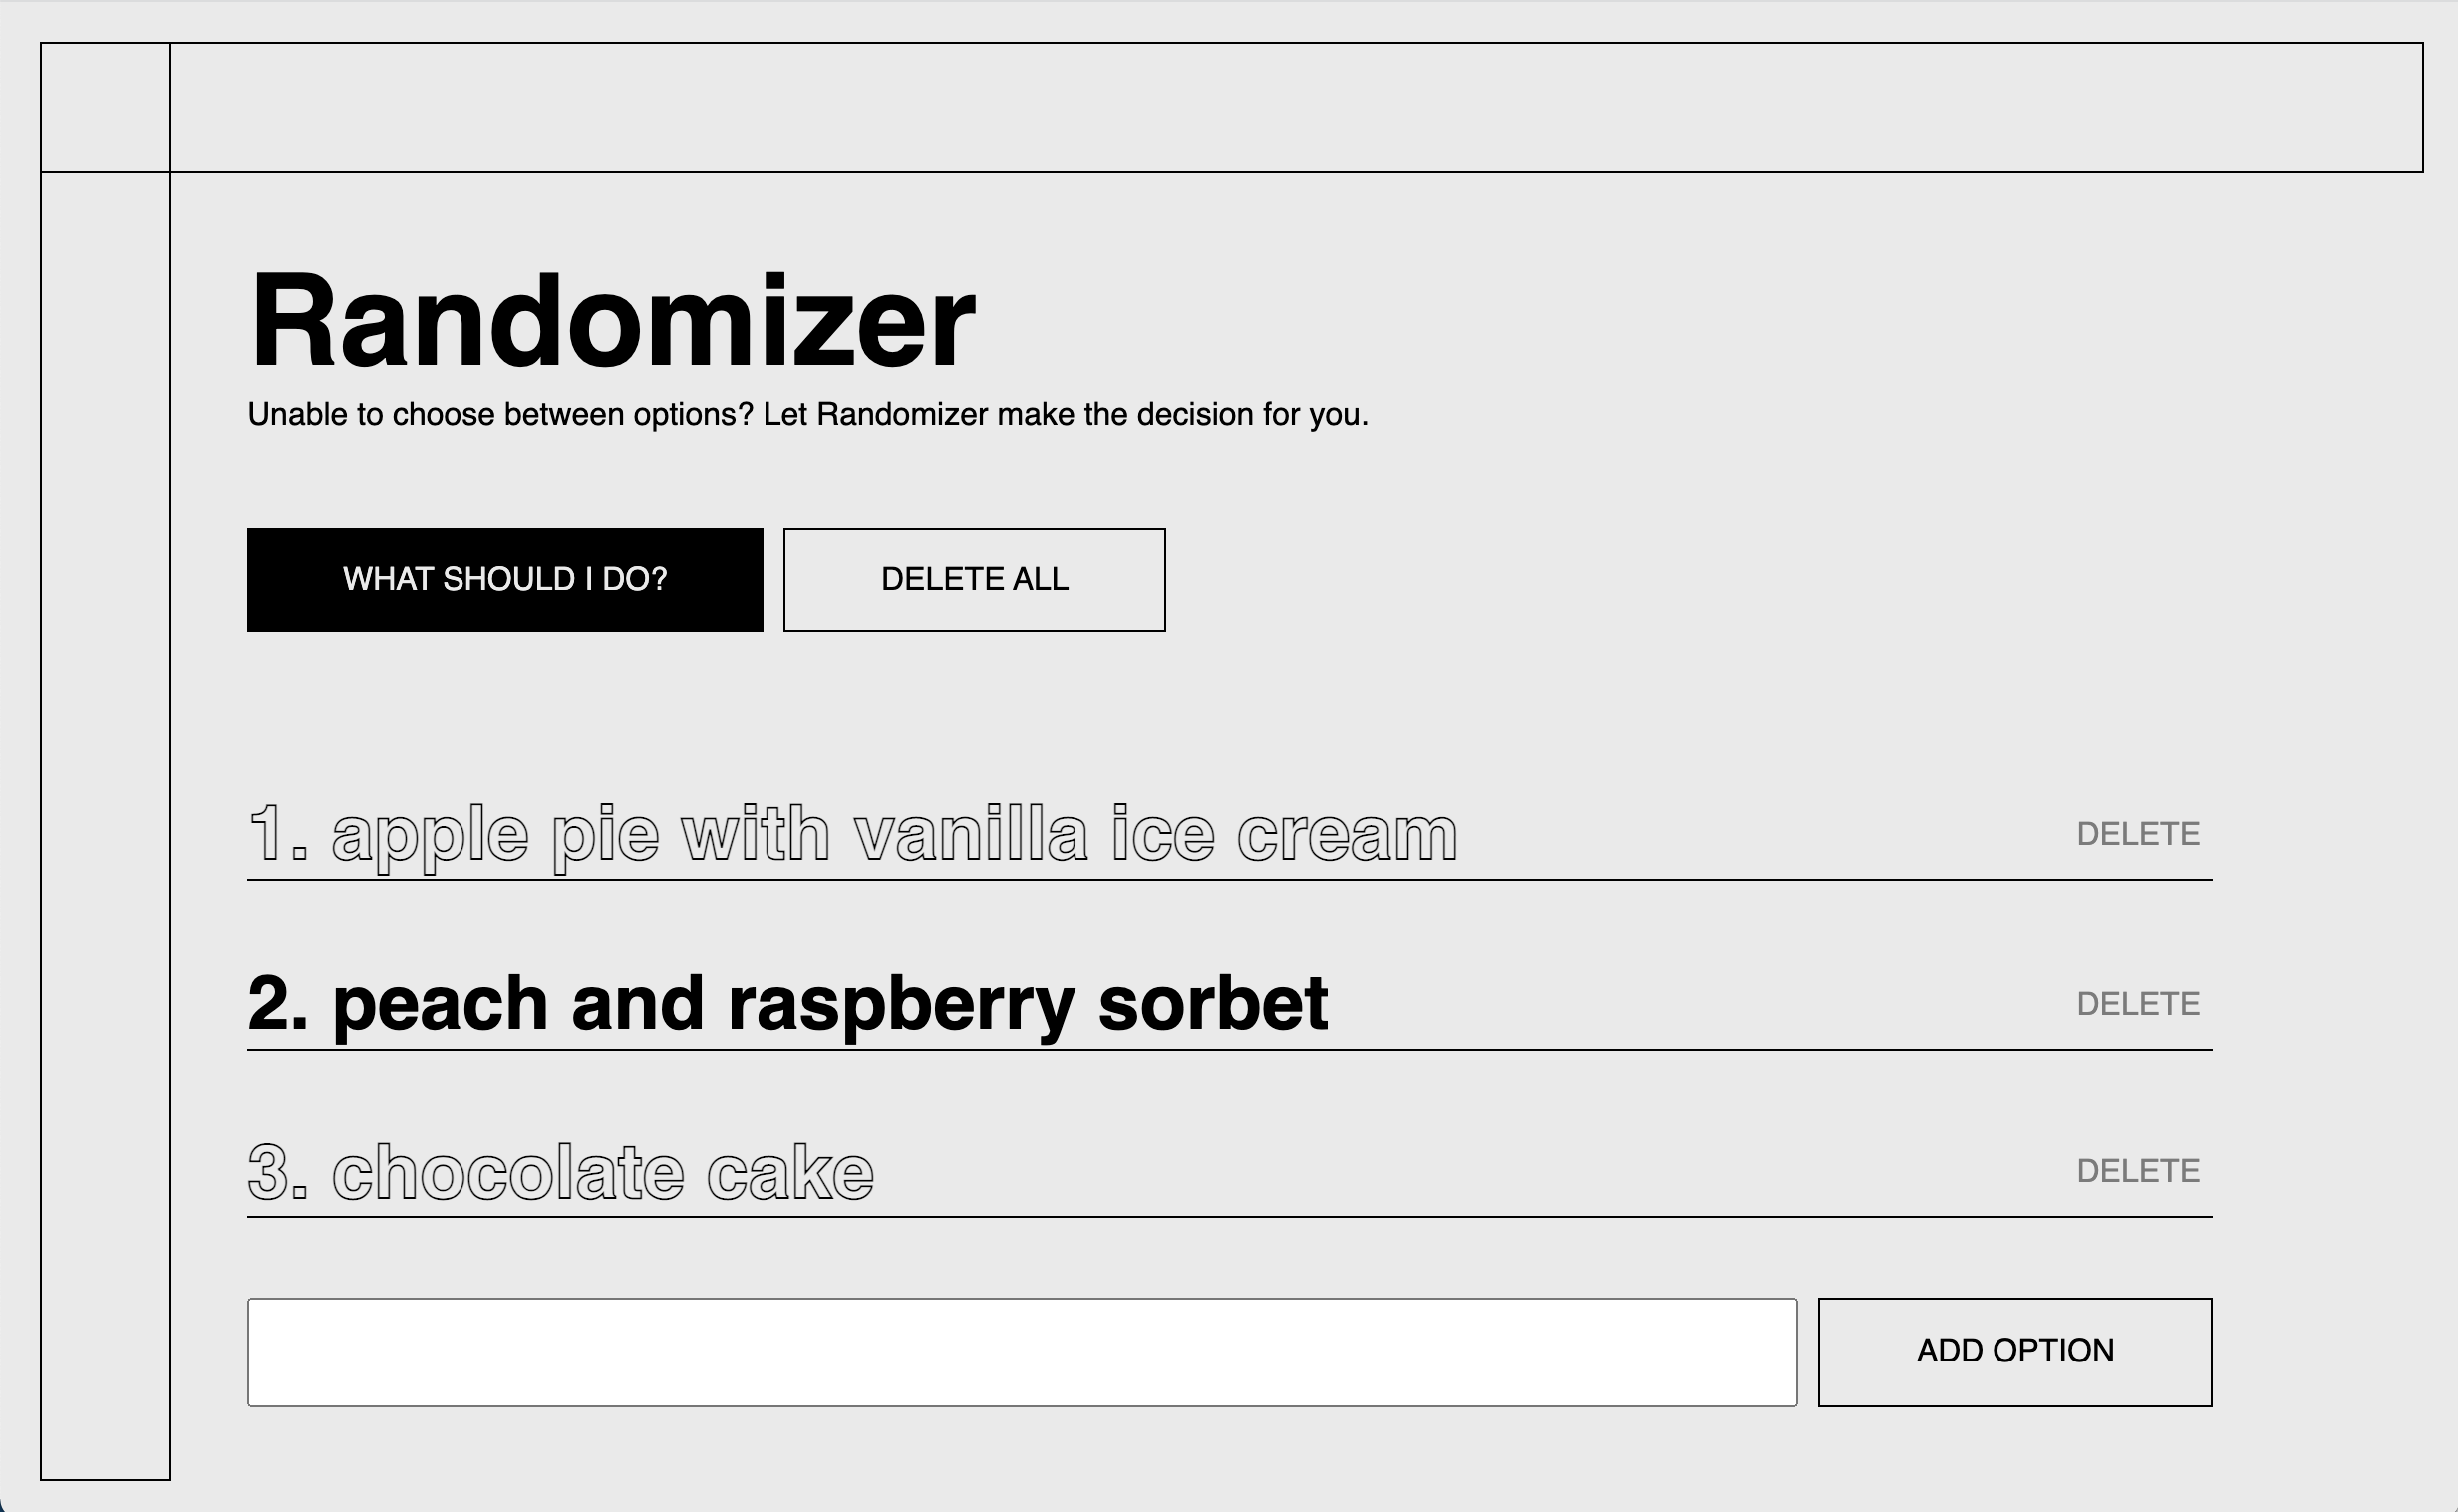 Randomizer
Unable to choose between options? Let Randomizer make the decision for you.
WHAT SHOULD I DO? DELETE ALL
1. apple pie with vanilla ice cream DELETE
2. peach and raspberry sorbet DELETE
3. chocolate cake DELETE
ADD OPTION